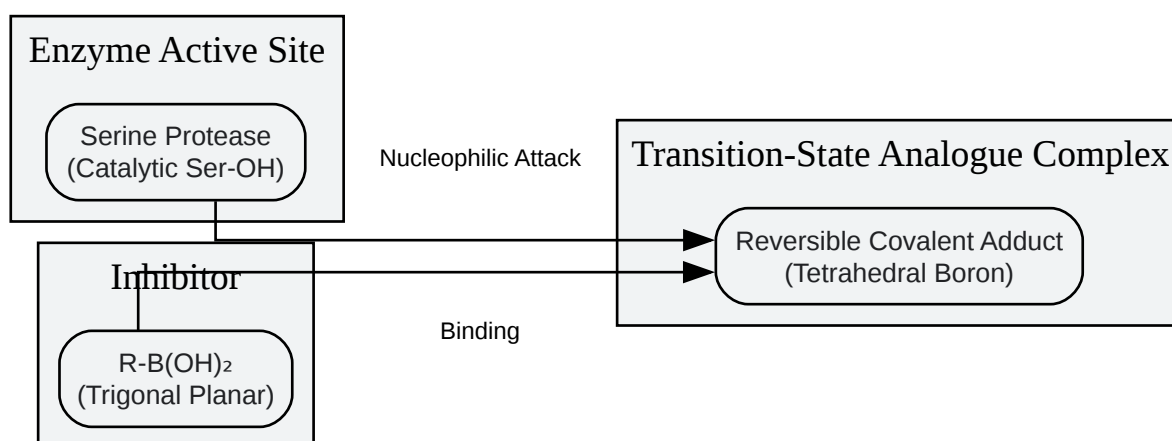 Enzyme Active Site
Serine Protease
(Catalytic Ser-OH)
Nucleophilic Attack
Transition-State Analogue Complex
Reversible Covalent Adduct
(Tetrahedral Boron)
Inhibitor
Binding
R-B(OH)₂
(Trigonal Planar)